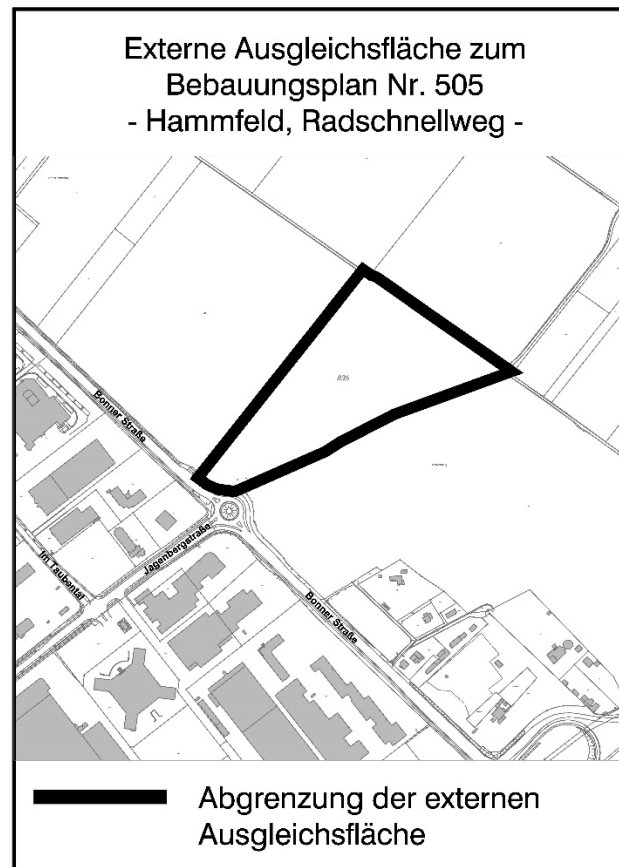 Externe Ausgleichsfläche zum
Bebauungsplan Nr. 505
- Hammfeld, Radschnellweg -
Bonner Straße
Jagenbergstraße
Im Taubental
Bonner Straße
Abgrenzung der externen
Ausgleichsfläche